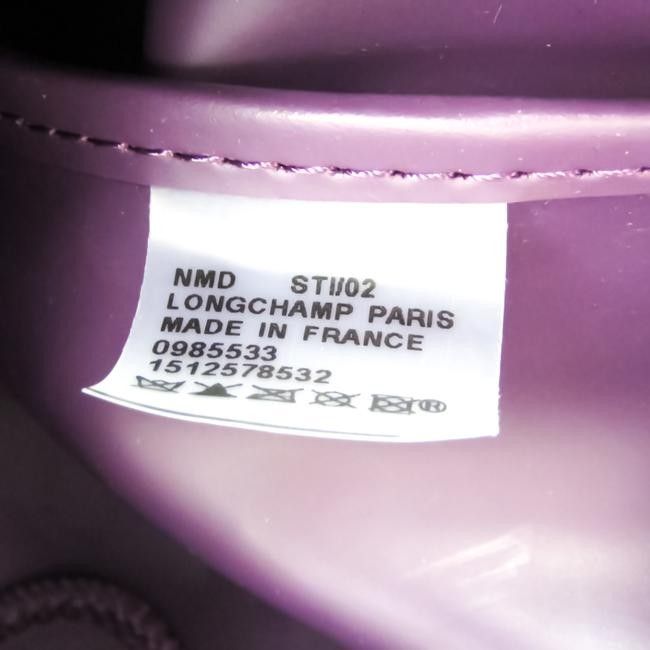 NMD STI/02
LONGCHAMP PARIS
MADE IN FRANCE
0985533
1512578532
®